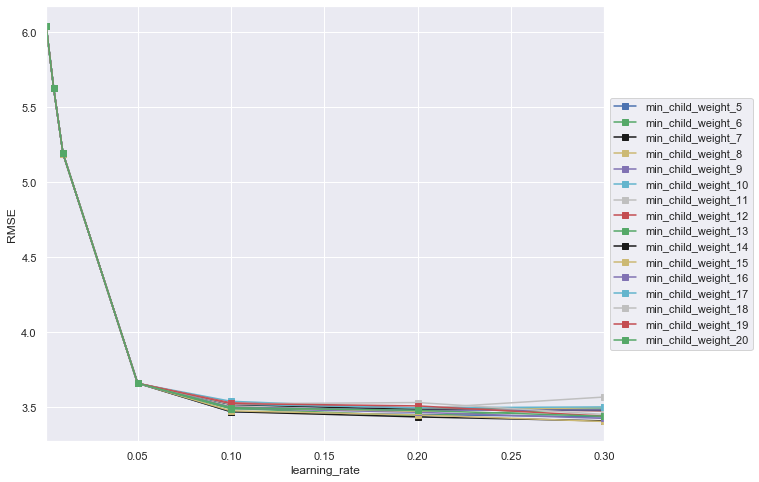 6.0
5.5
5.0
4.5
4.0
3.5
RMSE
0.05 0.10 0.15 0.20 0.25 0.30
learning_rate
min_child_weight_5
min_child_weight_6
min_child_weight_7
min_child_weight_8
min_child_weight_9
min_child_weight_10
min_child_weight_11
min_child_weight_12
min_child_weight_13
min_child_weight_14
min_child_weight_15
min_child_weight_16
min_child_weight_17
min_child_weight_18
min_child_weight_19
min_child_weight_20